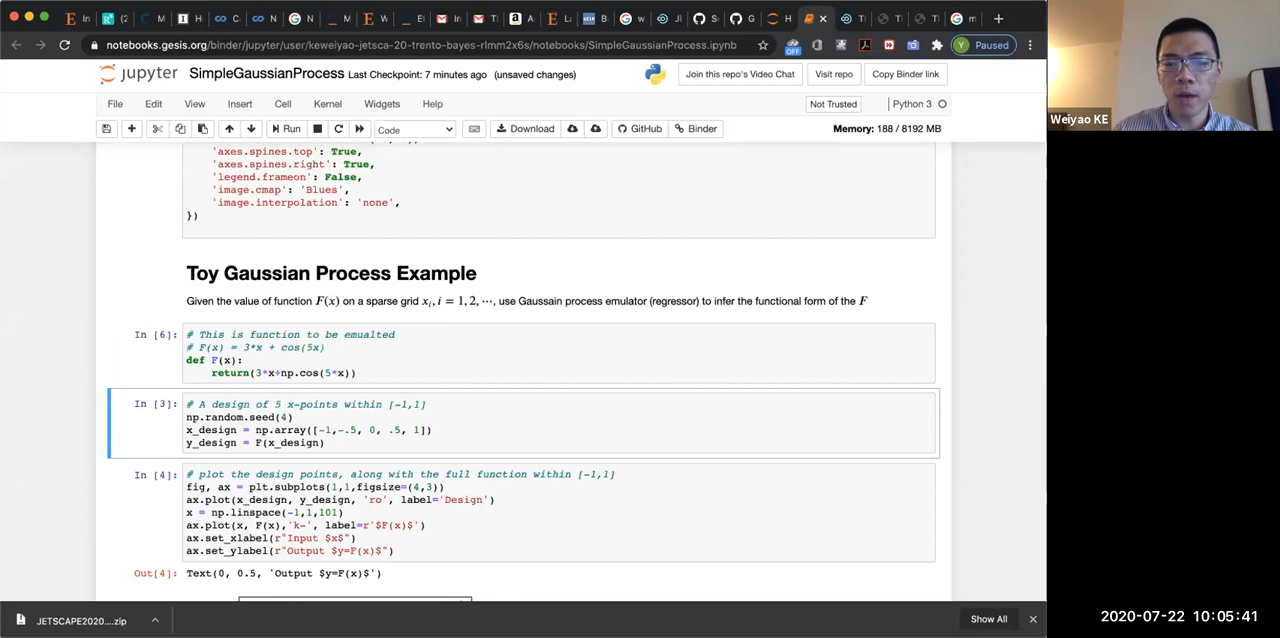 notebooks.gesis.org/binder/jupyter/user/keweiyao-jetsca-20-trento-bayes-rlmm2x6s/notebooks/SimpleGaussianProcess.ipynb
OFF
Y Paused
jupyter SimpleGaussianProcess Last Checkpoint: 7 minutes ago (unsaved changes)
Join this repo's Video Chat Visit repo Copy Binder link
File Edit View Insert Cell Kernel Widgets Help
Not Trusted Python 3
Run Code Download GitHub Binder Memory: 188 / 8192 MB
Weiyao KE
'axes.spines.top': True,
'axes.spines.right': True,
'legend.frameon': False,
'image.cmap': 'Blues',
'image.interpolation': 'none',
})
Toy Gaussian Process Example
Given the value of function F(x) on a sparse grid xᵢ, i = 1, 2, ⋯, use Gaussain process emulator (regressor) to infer the functional form of the F
In [6]: # This is function to be emualted
# F(x) = 3*x + cos(5x)
def F(x):
return(3*x+np.cos(5*x))
In [3]: # A design of 5 x-points within [-1,1]
np.random.seed(4)
x_design = np.array([-1,-.5, 0, .5, 1])
y_design = F(x_design)
In [4]: # plot the design points, along with the full function within [-1,1]
fig, ax = plt.subplots(1,1,figsize=(4,3))
ax.plot(x_design, y_design, 'ro', label='Design')
x = np.linspace(-1,1,101)
ax.plot(x, F(x),'k-', label=r'$F(x)$')
ax.set_xlabel(r"Input $x$")
ax.set_ylabel(r"Output $y=F(x)$")
Out[4]: Text(0, 0.5, 'Output $y=F(x)$')
JETSCAPE2020....zip
Show All
2020-07-22 10:05:41